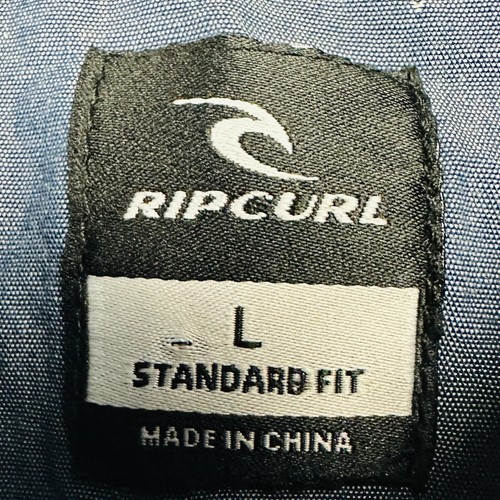 RIPCURL
L
STANDARD FIT
MADE IN CHINA